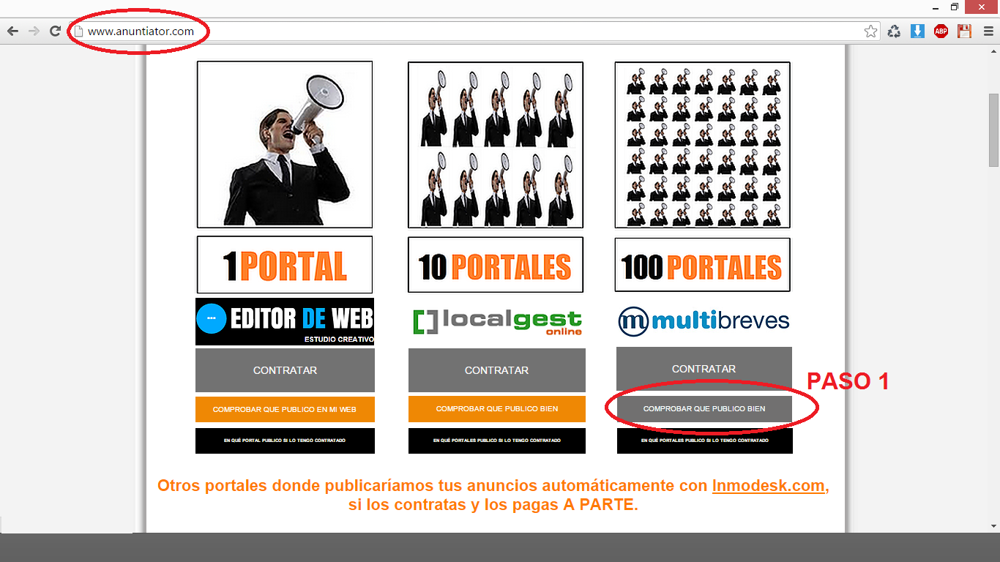 www.anuntiator.com
ABP
1 PORTAL
10 PORTALES
100 PORTALES
EDITOR DE WEB
ESTUDIO CREATIVO
localgest
online
m multibreves
CONTRATAR
CONTRATAR
CONTRATAR
PASO 1
COMPROBAR QUE PUBLICO EN MI WEB
COMPROBAR QUE PUBLICO BIEN
COMPROBAR QUE PUBLICO BIEN
EN QUÉ PORTAL PUBLICO SI LO TENGO CONTRATADO
EN QUÉ PORTALES PUBLICO SI LO TENGO CONTRATADO
EN QUÉ PORTALES PUBLICO SI LO TENGO CONTRATADO
Otros portales donde publicaríamos tus anuncios automáticamente con Inmodesk.com,
si los contratas y los pagas A PARTE.